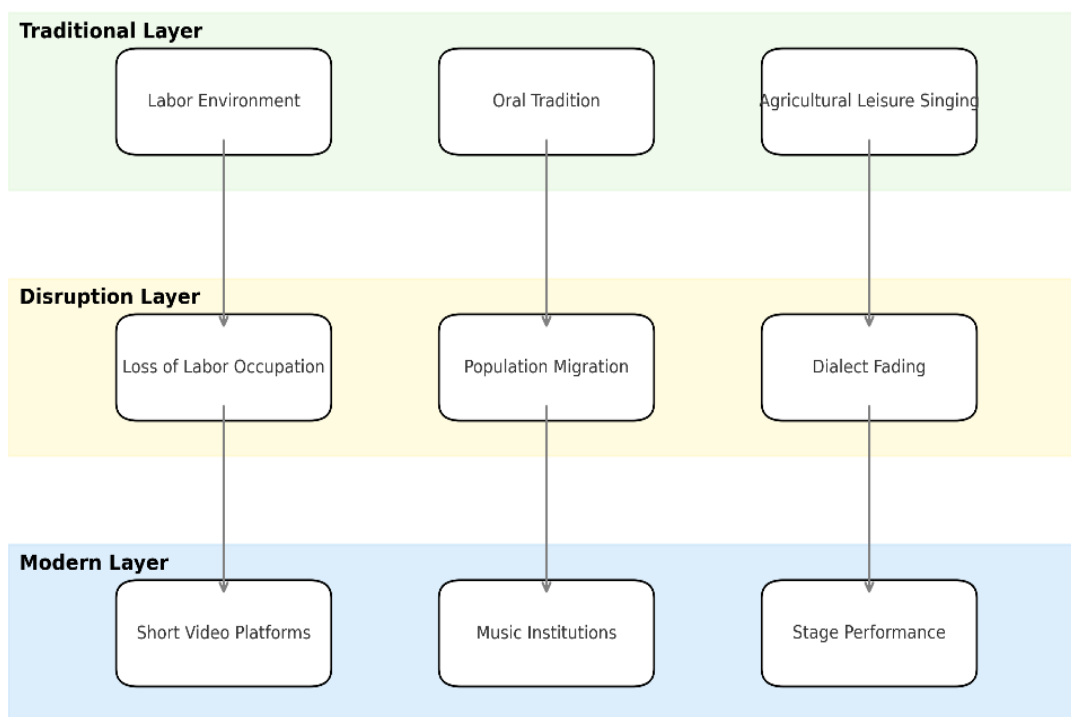 Traditional Layer
Labor Environment
Oral Tradition
Agricultural Leisure Singing
Disruption Layer
Loss of Labor Occupation
Population Migration
Dialect Fading
Modern Layer
Short Video Platforms
Music Institutions
Stage Performance